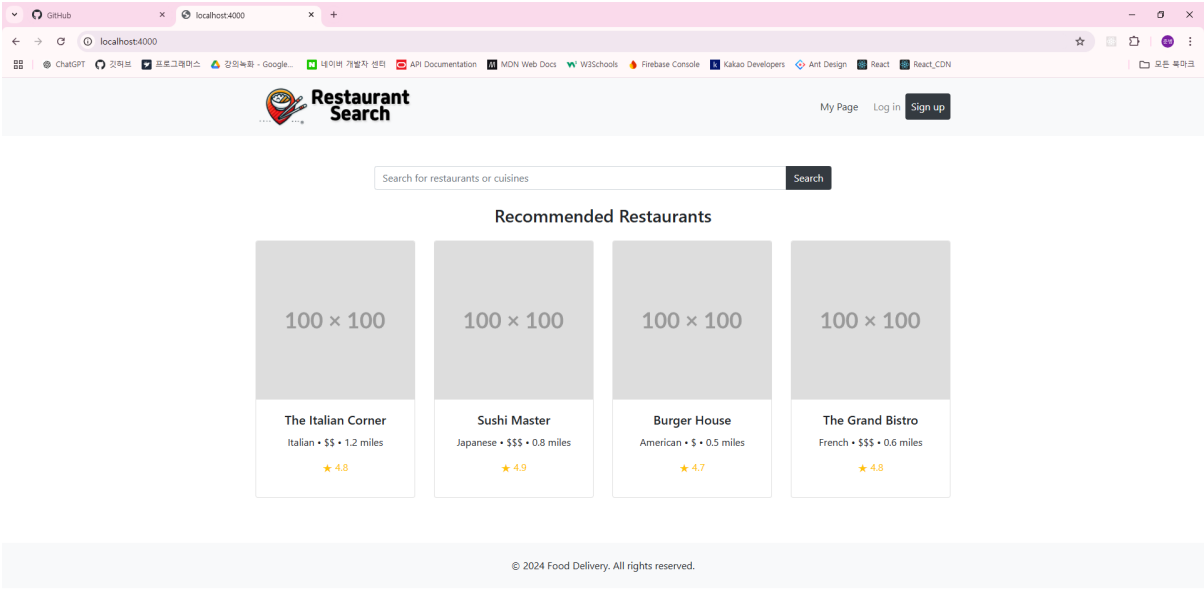 GitHub
localhost:4000
localhost:4000
ChatGPT 깃허브 프로그래머스 강의녹화 - Google... 네이버 개발자 센터 API Documentation MDN Web Docs W3Schools Firebase Console Kakao Developers Ant Design React React_CDN 모든 북마크
Restaurant
Search
My Page Log in Sign up
Search for restaurants or cuisines Search
Recommended Restaurants
100 × 100 100 × 100 100 × 100 100 × 100
The Italian Corner Sushi Master Burger House The Grand Bistro
Italian • $$ • 1.2 miles Japanese • $$$ • 0.8 miles American • $ • 0.5 miles French • $$$ • 0.6 miles
★ 4.8 ★ 4.9 ★ 4.7 ★ 4.8
© 2024 Food Delivery. All rights reserved.